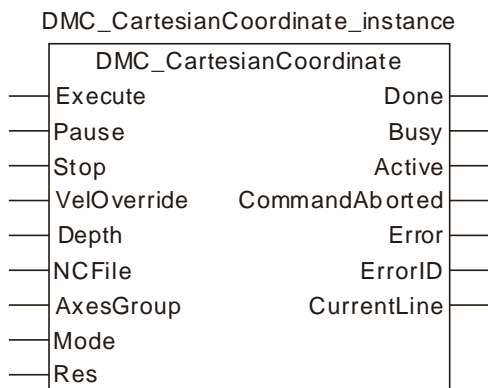 DMC_CartesianCoordinate_instance
DMC_CartesianCoordinate
Execute Done
Pause Busy
Stop Active
VelOverride CommandAborted
Depth Error
NCFile ErrorID
AxesGroup CurrentLine
Mode
Res